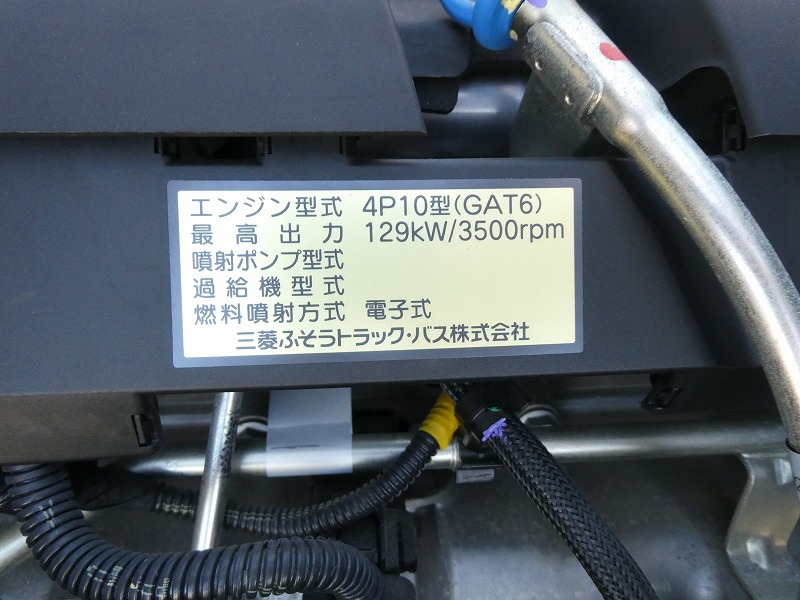 エンジン型式 4P10型(GAT6)
最高出力 129kW/3500rpm
噴射ポンプ型式
過給機型式
燃料噴射方式 電子式
三菱ふそうトラック・バス株式会社